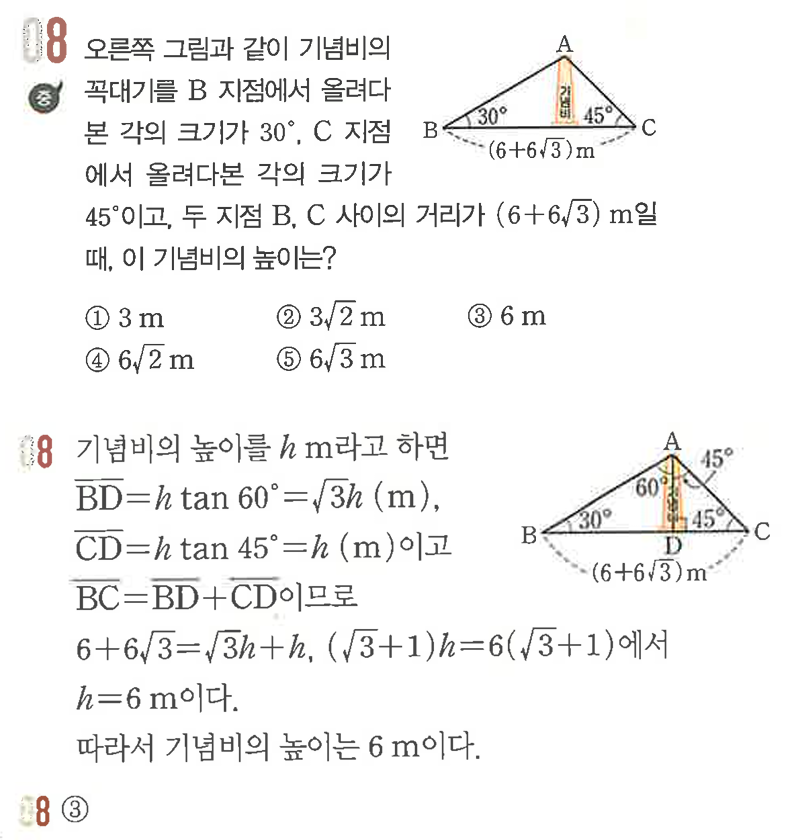 08 오른쪽 그림과 같이 기념비의
중 꼭대기를 B 지점에서 올려다
본 각의 크기가 30°, C 지점
에서 올려다본 각의 크기가
45°이고, 두 지점 B, C 사이의 거리가 (6+6√3) m일
때, 이 기념비의 높이는?
A
기념비
B 30° 45° C
(6+6√3)m
① 3 m ② 3√2 m ③ 6 m
④ 6√2 m ⑤ 6√3 m
08 기념비의 높이를 h m라고 하면
B̅D̅=h tan 60°=√3h (m),
C̅D̅=h tan 45°=h (m)이고
B̅C̅=B̅D̅+C̅D̅이므로
6+6√3=√3h+h, (√3+1)h=6(√3+1)에서
h=6 m이다.
따라서 기념비의 높이는 6 m이다.
A
45°
60°
B 30° 45° C
D
(6+6√3)m
08 ③